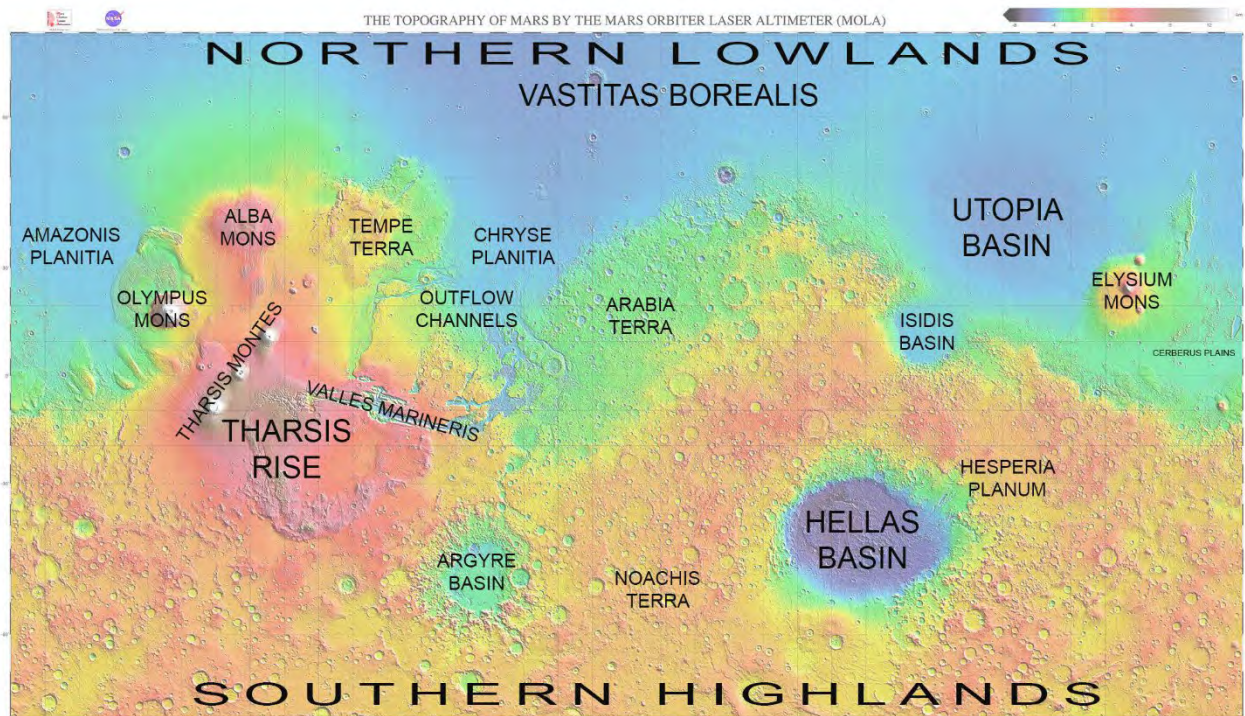 THE TOPOGRAPHY OF MARS BY THE MARS ORBITER LASER ALTIMETER (MOLA)
NORTHERN LOWLANDS
VASTITAS BOREALIS
AMAZONIS
PLANITIA
ALBA
MONS
TEMPE
TERRA
CHRYSE
PLANITIA
UTOPIA
BASIN
OLYMPUS
MONS
OUTFLOW
CHANNELS
ARABIA
TERRA
ISIDIS
BASIN
ELYSIUM
MONS
CERBERUS PLAINS
THARSIS MONTES
VALLES MARINERIS
THARSIS
RISE
HESPERIA
PLANUM
HELLAS
BASIN
ARGYRE
BASIN
NOACHIS
TERRA
SOUTHERN HIGHLANDS